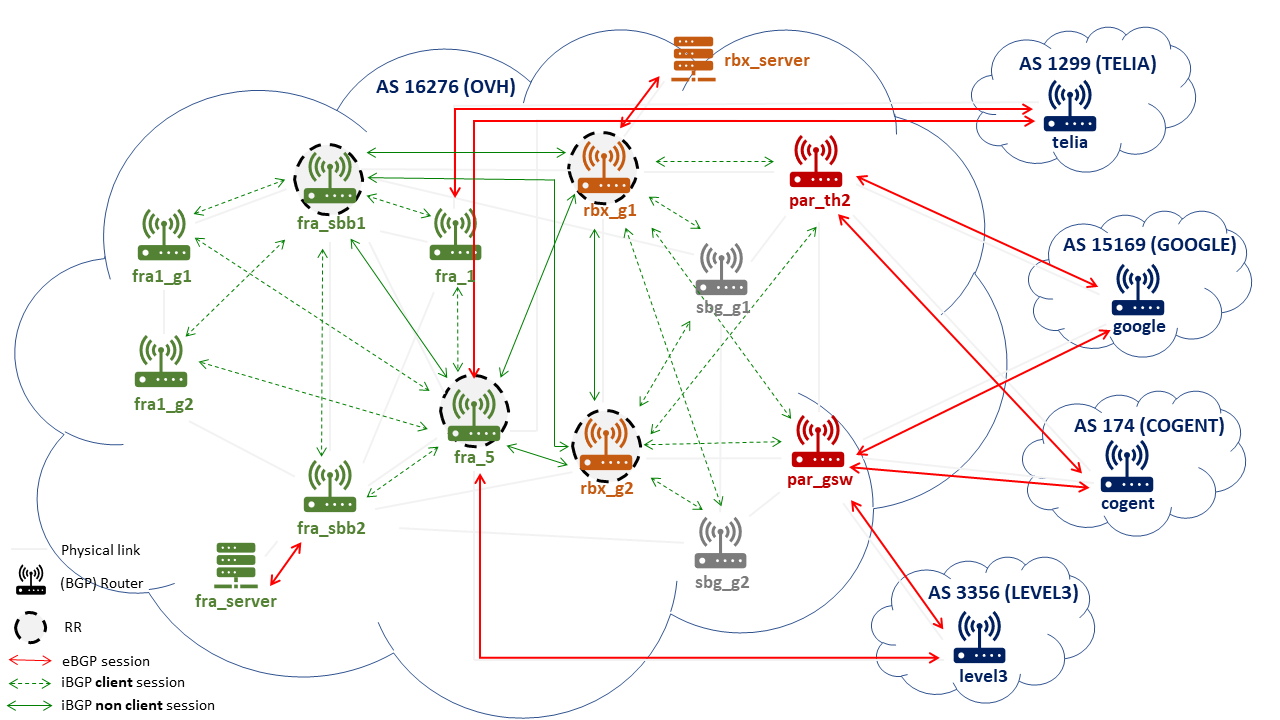 rbx_server
AS 1299 (TELIA)
AS 16276 (OVH)
telia
par_th2
rbx_g1
fra_sbb1
AS 15169 (GOOGLE)
fra1_g1
fra_1
sbg_g1
google
fra1_g2
AS 174 (COGENT)
fra_5
rbx_g2
par_gsw
cogent
fra_sbb2
Physical link
(BGP) Router
sbg_g2
AS 3356 (LEVEL3)
fra_server
RR
eBGP session
level3
iBGP client session
iBGP non client session